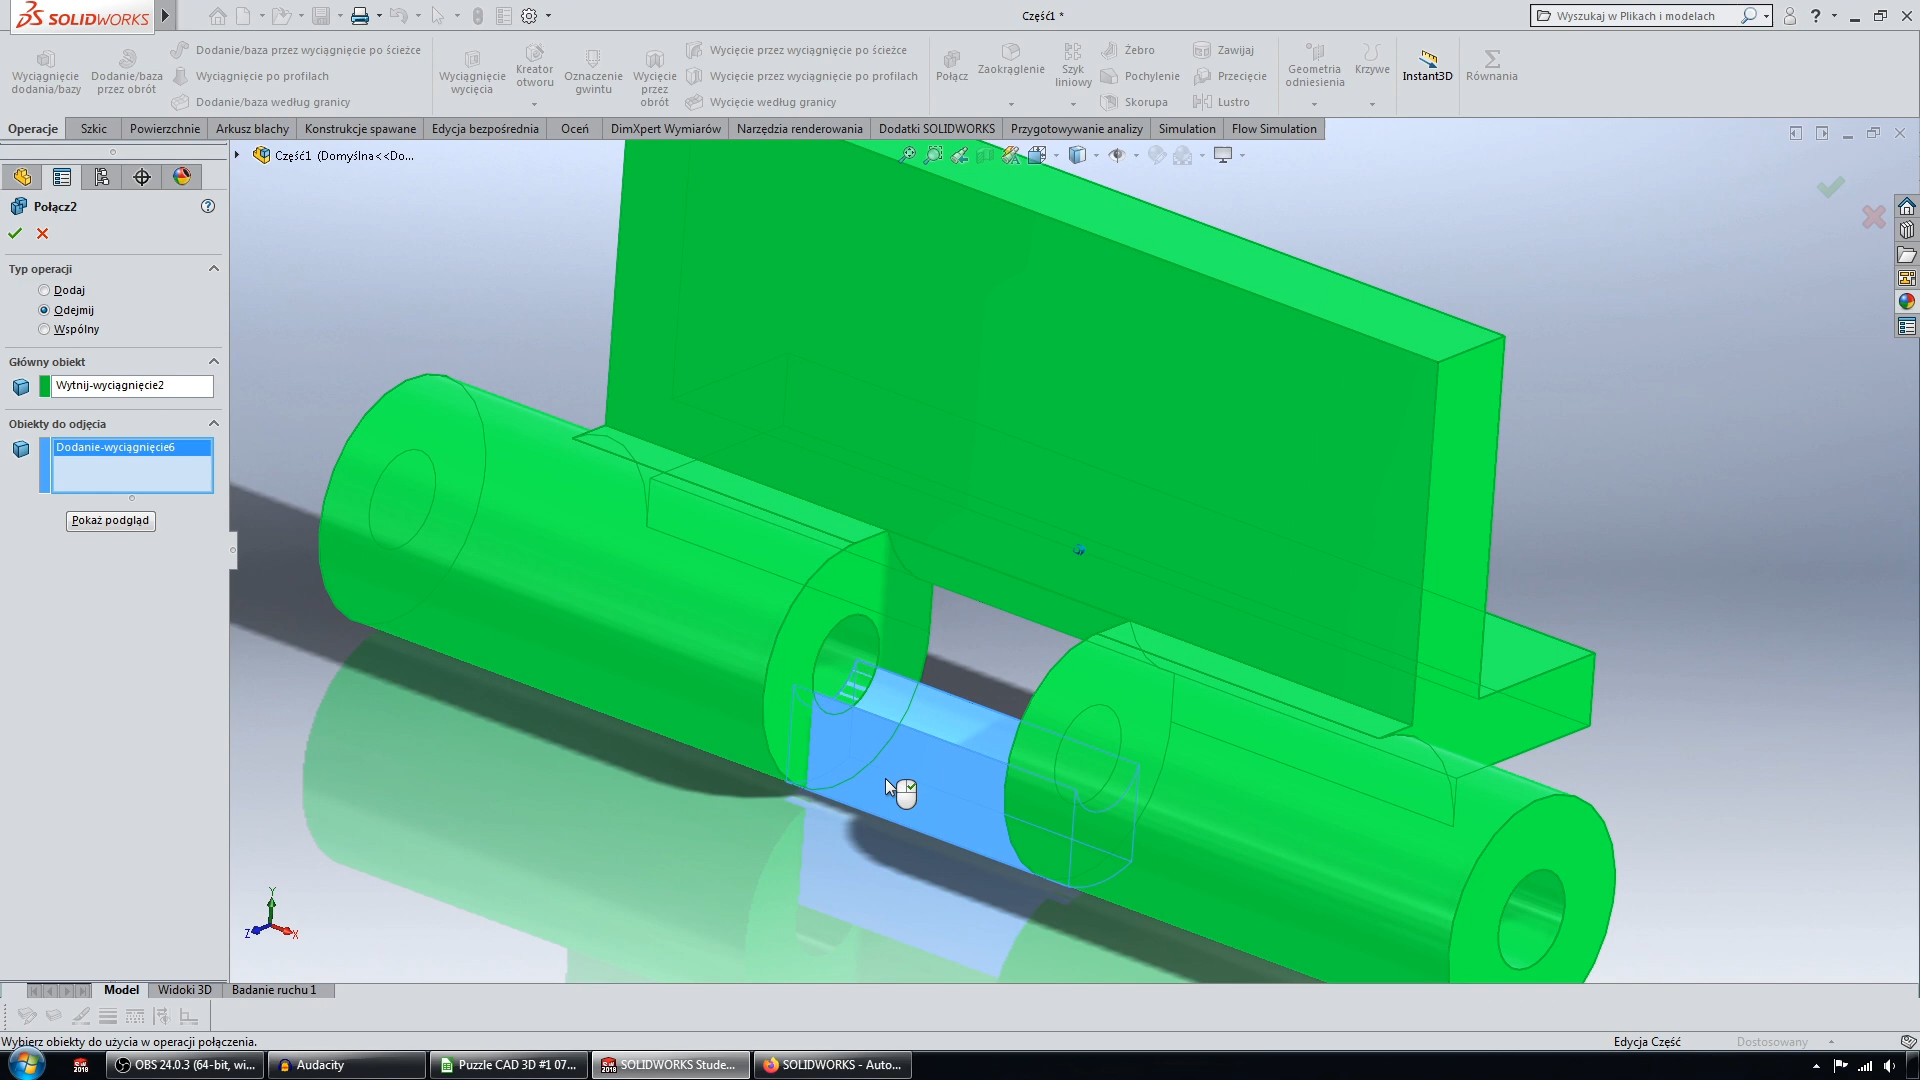 SOLIDWORKS
Część1 *
Wyszukaj w Plikach i modelach
Wyciągnięcie dodania/bazy
Dodanie/baza przez obrót
Dodanie/baza przez wyciągnięcie po ścieżce
Wyciągnięcie po profilach
Dodanie/baza według granicy
Wyciągnięcie wycięcia
Kreator otworu
Oznaczenie gwintu
Wycięcie przez obrót
Wycięcie przez wyciągnięcie po ścieżce
Wycięcie przez wyciągnięcie po profilach
Wycięcie według granicy
Połącz
Zaokrąglenie
Szyk liniowy
Żebro
Pochylenie
Skorupa
Zawijaj
Przecięcie
Lustro
Geometria odniesienia
Krzywe
Instant3D
Równania
Operacje
Szkic
Powierzchnie
Arkusz blachy
Konstrukcje spawane
Edycja bezpośrednia
Oceń
DimXpert Wymiarów
Narzędzia renderowania
Dodatki SOLIDWORKS
Przygotowywanie analizy
Simulation
Flow Simulation
Część1 (Domyślna<<Do...
Połącz2
Typ operacji
Dodaj
Odejmij
Wspólny
Główny obiekt
Wytnij-wyciągnięcie2
Obiekty do odjęcia
Dodanie-wyciągnięcie6
Pokaż podgląd
Y
Z
X
Model
Widoki 3D
Badanie ruchu 1
Wybierz obiekty do użycia w operacji połączenia.
Edycja Część
Dostosowany
2018
OBS 24.0.3 (64-bit, wi...
Audacity
Puzzle CAD 3D #1 07...
2018
SOLIDWORKS Stude...
SOLIDWORKS - Auto...